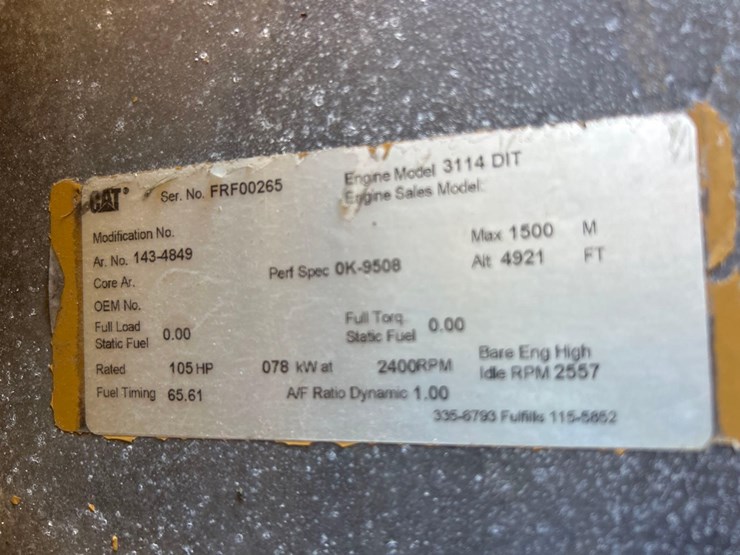 CAT® Ser. No. FRF00265 Engine Model 3114 DIT
Engine Sales Model:
Modification No. Max 1500 M
Ar. No. 143-4849 Perf Spec 0K-9508 Alt 4921 FT
Core Ar.
OEM No.
Full Load Static Fuel 0.00 Full Torq Static Fuel 0.00
Rated 105 HP 078 kW at 2400RPM Bare Eng High Idle RPM 2557
Fuel Timing 65.61 A/F Ratio Dynamic 1.00
335-6793 Fulfills 115-5852